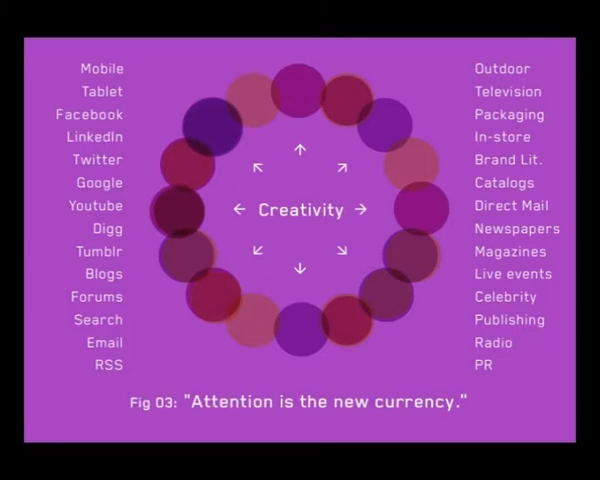 Mobile
Tablet
Facebook
LinkedIn
Twitter
Google
Youtube
Digg
Tumblr
Blogs
Forums
Search
Email
RSS
← Creativity →
Outdoor
Television
Packaging
In-store
Brand Lit.
Catalogs
Direct Mail
Newspapers
Magazines
Live events
Celebrity
Publishing
Radio
PR
Fig 03: "Attention is the new currency."